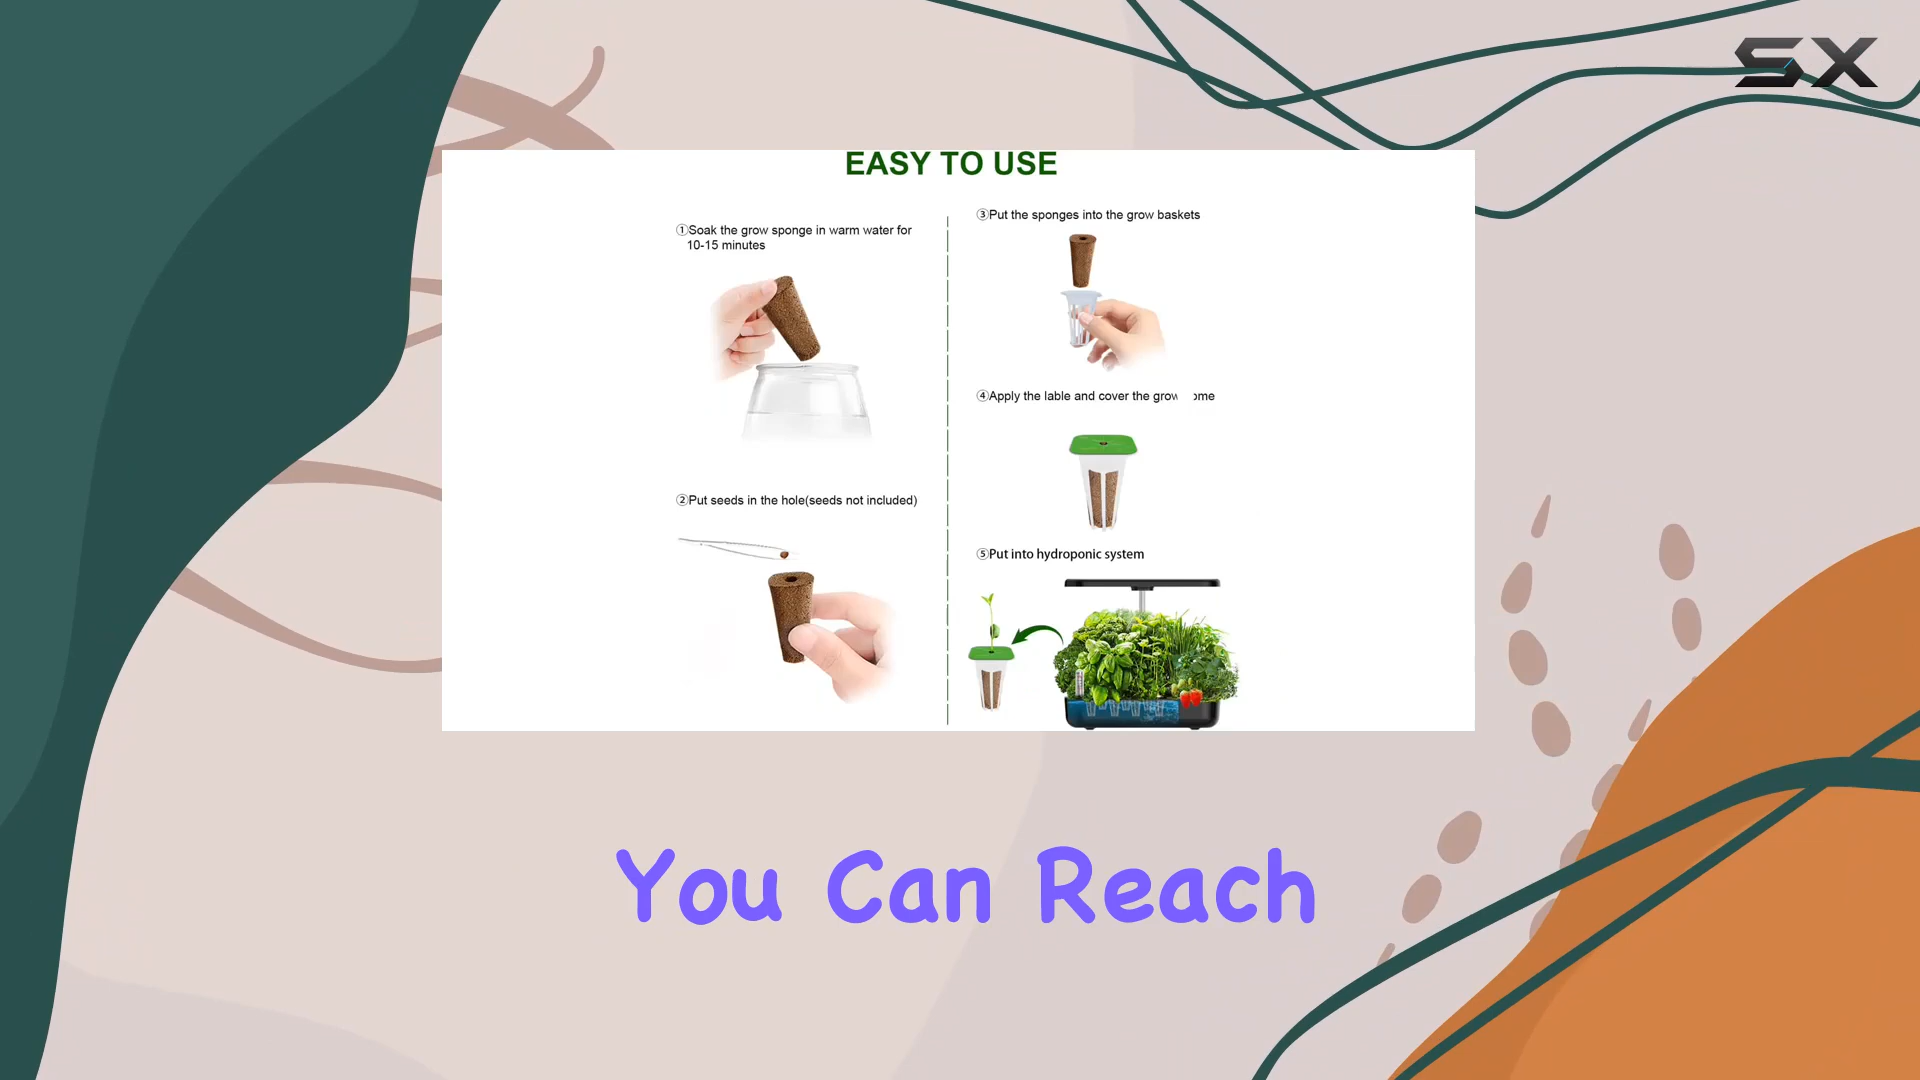 SX
EASY TO USE
①Soak the grow sponge in warm water for
10-15 minutes
②Put seeds in the hole(seeds not included)
③Put the sponges into the grow baskets
④Apply the lable and cover the grow ome
⑤Put into hydroponic system
You Can Reach